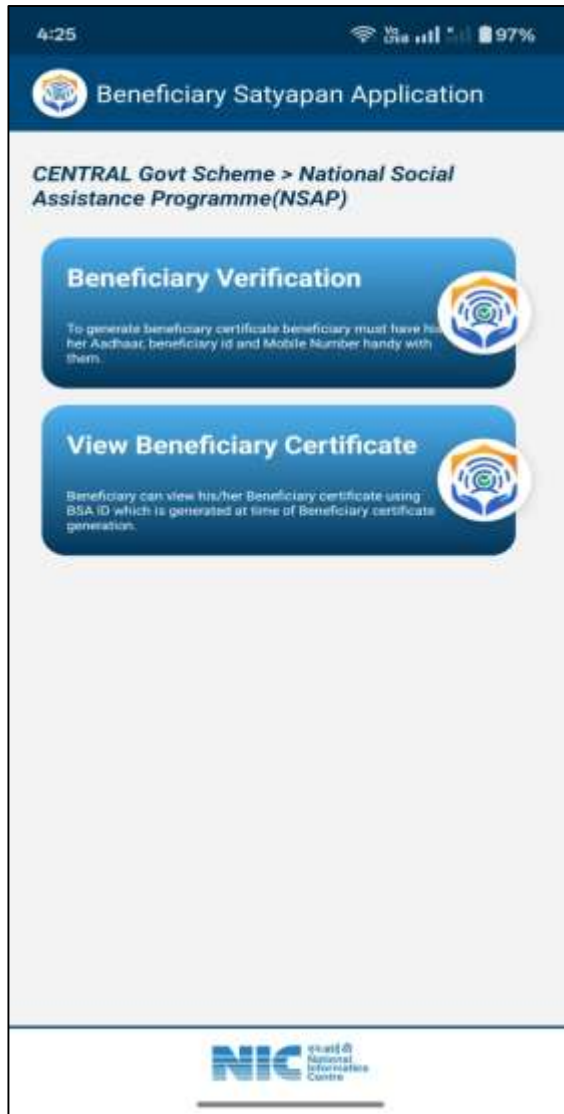 4:25
97%
Beneficiary Satyapan Application
CENTRAL Govt Scheme > National Social
Assistance Programme(NSAP)
Beneficiary Verification
To generate beneficiary certificate beneficiary must have his
her Aadhaar, beneficiary id and Mobile Number handy with
them.
View Beneficiary Certificate
Beneficiary can view his/her Beneficiary certificate using
BSA ID which is generated at time of Beneficiary certificate
generation.
NIC
National
Informatics
Centre